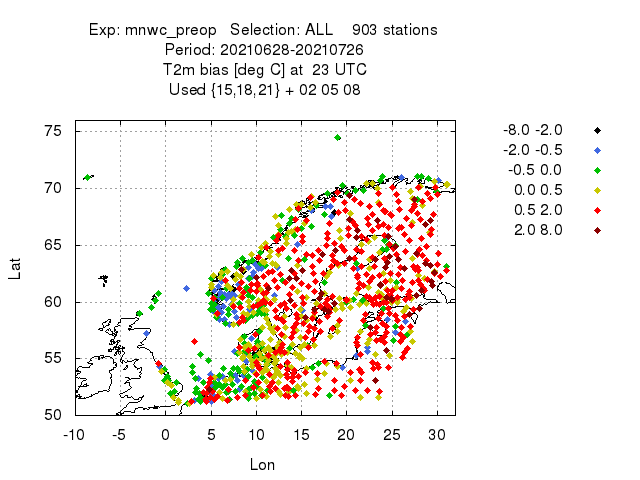 Exp: mnwc_preop Selection: ALL 903 stations
Period: 20210628-20210726
T2m bias [deg C] at 23 UTC
Used {15,18,21} + 02 05 08
-8.0 -2.0
-2.0 -0.5
-0.5 0.0
0.0 0.5
0.5 2.0
2.0 8.0
75
70
65
60
55
50
Lat
-10 -5 0 5 10 15 20 25 30
Lon